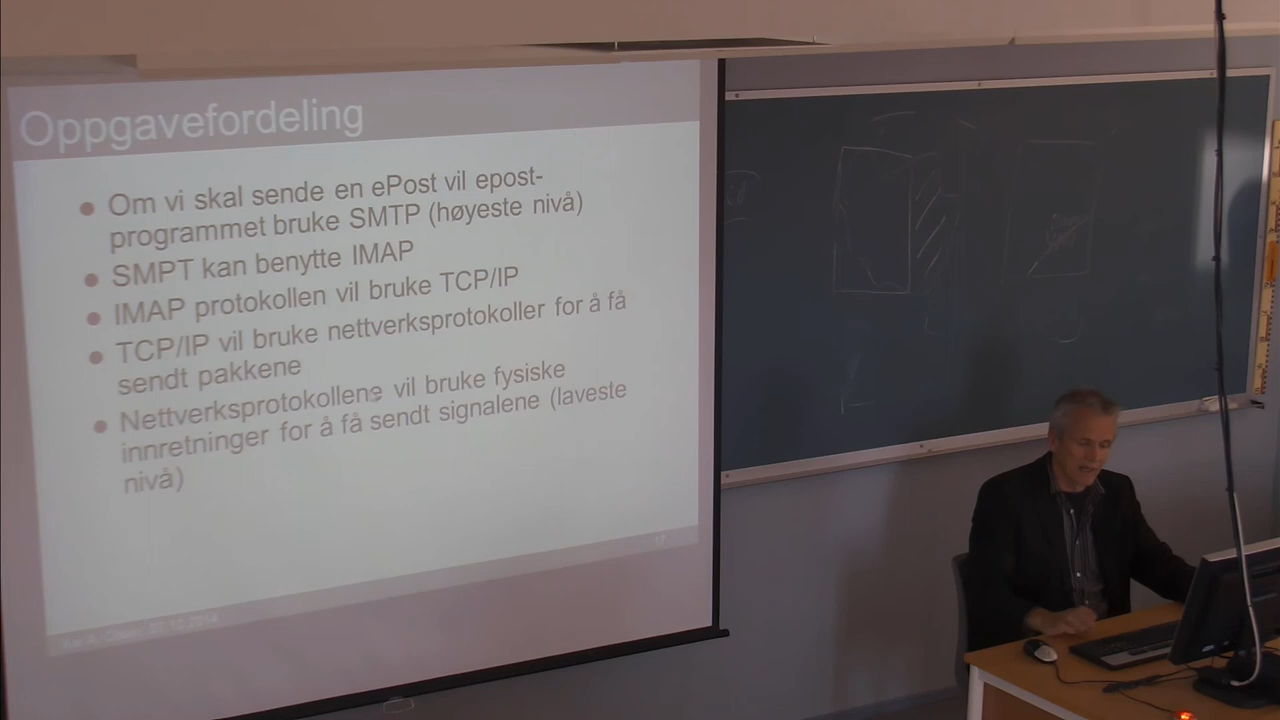 Oppgavefordeling
Om vi skal sende en ePost vil epost-
programmet bruke SMTP (høyeste nivå)
SMPT kan benytte IMAP
IMAP protokollen vil bruke TCP/IP
TCP/IP vil bruke nettverksprotokoller for å få
sendt pakkene
Nettverksprotokollene vil bruke fysiske
innretninger for å få sendt signalene (laveste
nivå)